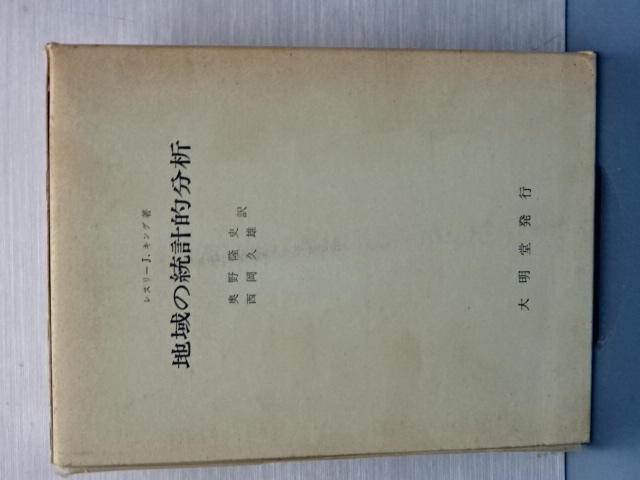 レスリー J. キング 著
地域の統計的分析
奥野隆史 訳
西岡久雄
大明堂発行